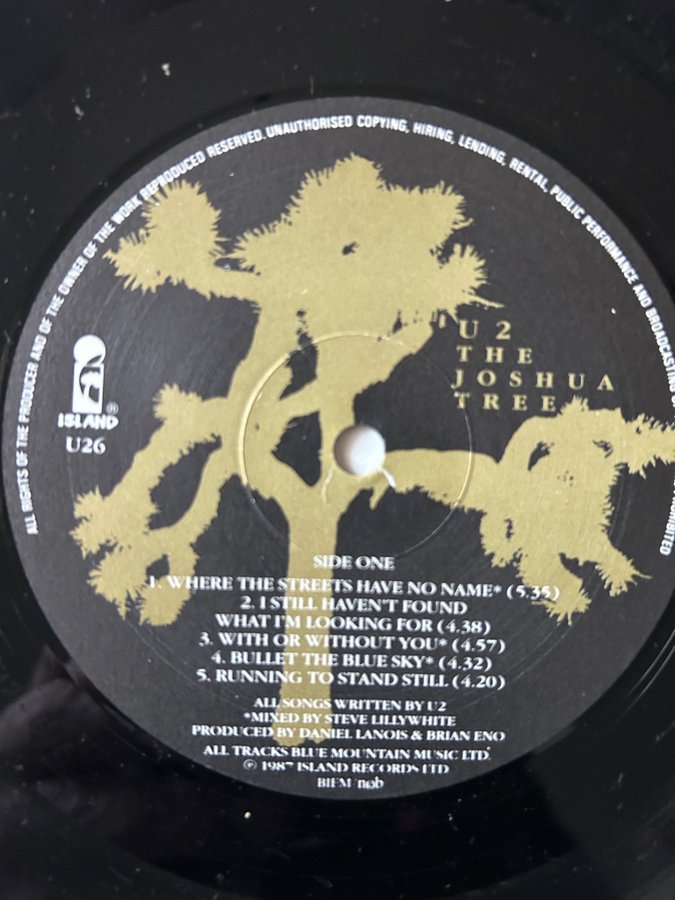 ALL RIGHTS OF THE PRODUCER AND OF THE OWNER OF THE WORK REPRODUCED RESERVED. UNAUTHORISED COPYING, HIRING, LENDING, RENTAL, PUBLIC PERFORMANCE AND BROADCASTING PROHIBITED
U 2
THE
JOSHUA
TREE
ISLAND®
U26
SIDE ONE
1. WHERE THE STREETS HAVE NO NAME* (5.35)
2. I STILL HAVEN'T FOUND
WHAT I'M LOOKING FOR (4.38)
3. WITH OR WITHOUT YOU* (4.57)
4. BULLET THE BLUE SKY* (4.32)
5. RUNNING TO STAND STILL (4.20)
ALL SONGS WRITTEN BY U2
*MIXED BY STEVE LILLYWHITE
PRODUCED BY DANIEL LANOIS & BRIAN ENO
ALL TRACKS BLUE MOUNTAIN MUSIC LTD.
℗ 1987 ISLAND RECORDS LTD
BIEM/ncb